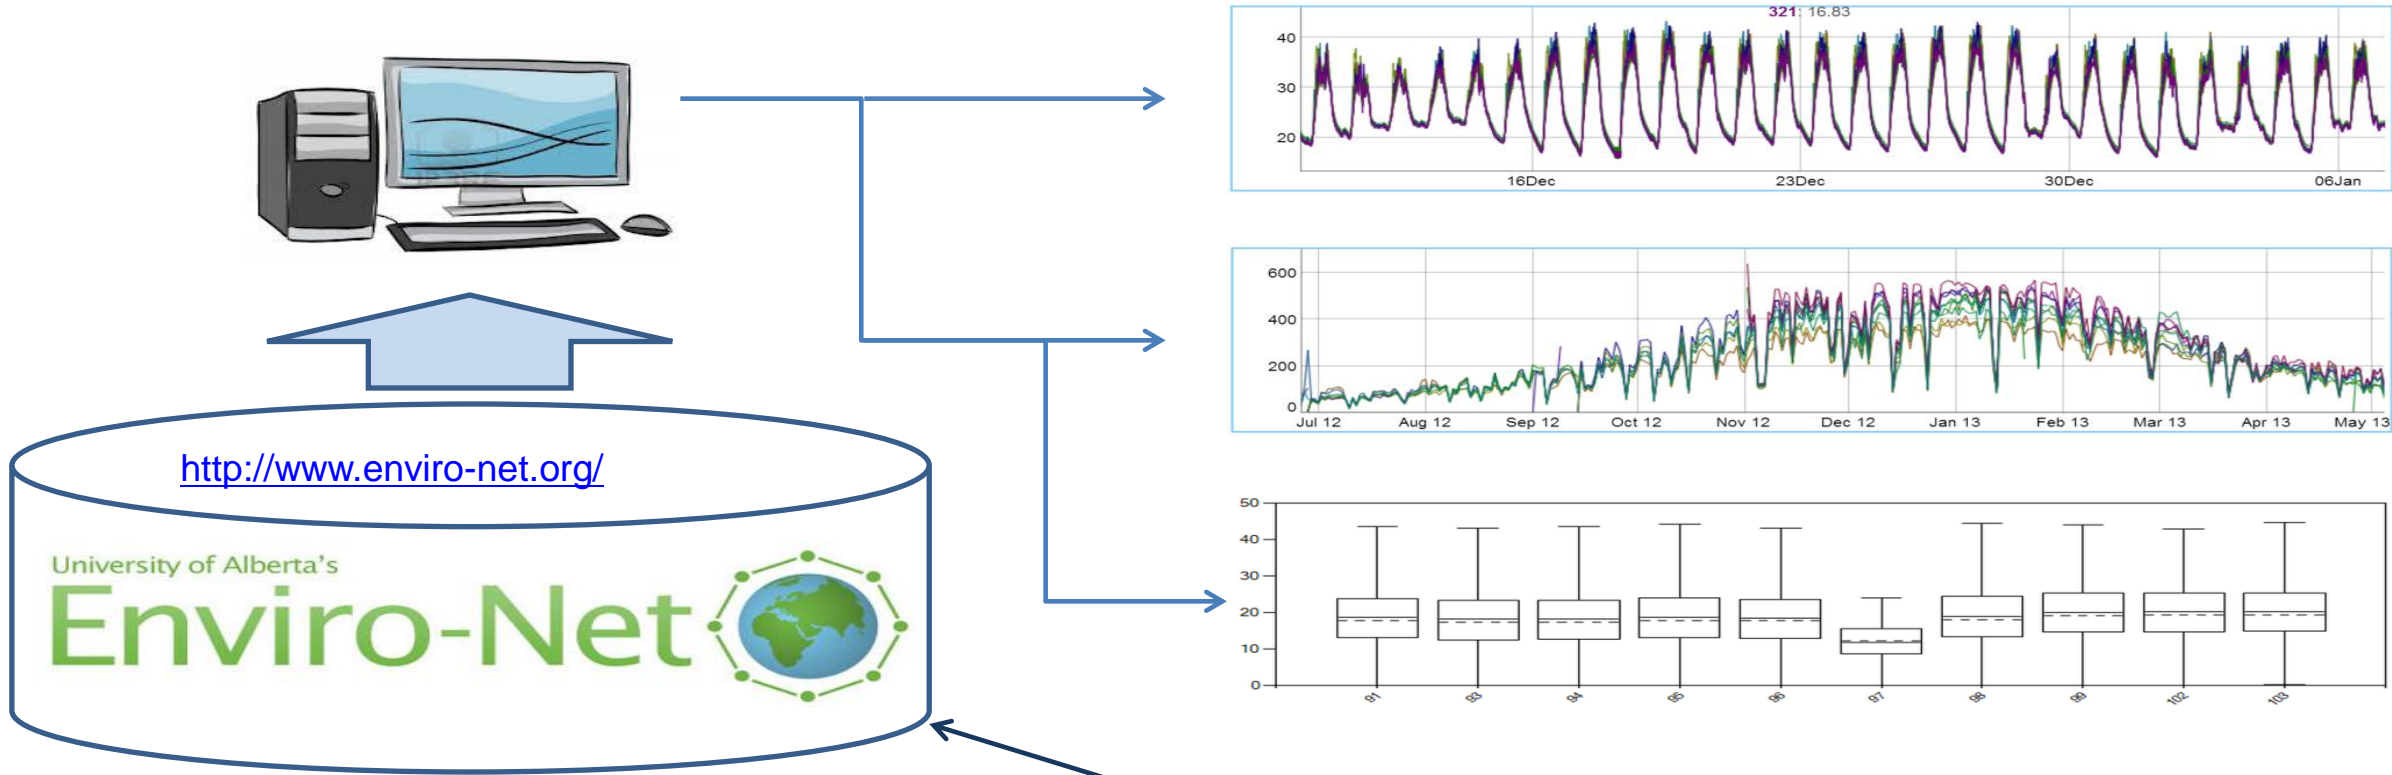 http://www.enviro-net.org/
University of Alberta's
Enviro-Net
321: 16.83
40
30
20
16Dec 23Dec 30Dec 06Jan
600
400
200
0
Jul 12 Aug 12 Sep 12 Oct 12 Nov 12 Dec 12 Jan 13 Feb 13 Mar 13 Apr 13 May 13
50
40
30
20
10
0
91 93 94 95 96 97 98 99 102 103